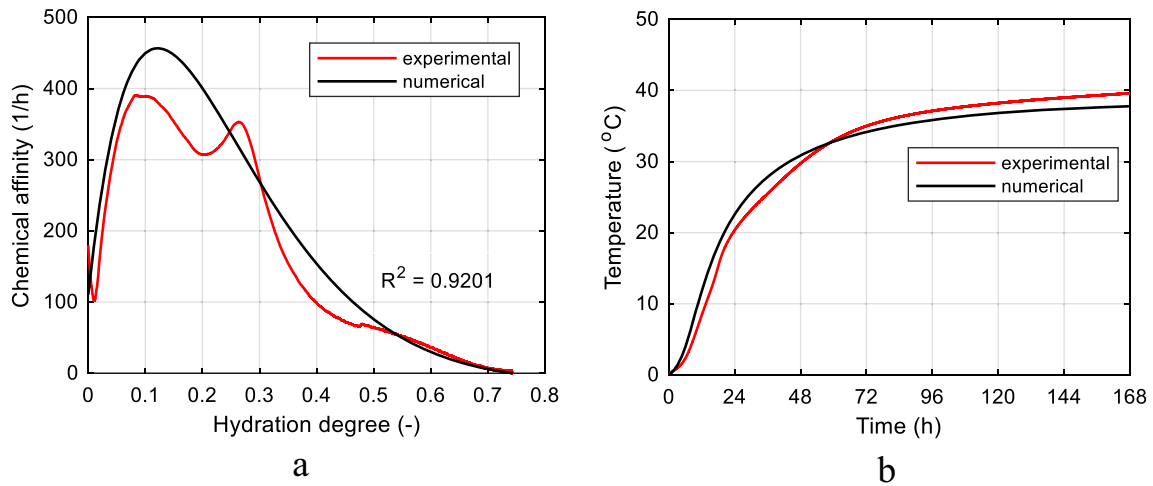 500
400
300
200
100
0
Chemical affinity (1/h)
experimental
numerical
R² = 0.9201
0 0.1 0.2 0.3 0.4 0.5 0.6 0.7 0.8
Hydration degree (-)
a
50
40
30
20
10
0
Temperature ( °C)
experimental
numerical
0 24 48 72 96 120 144 168
Time (h)
b